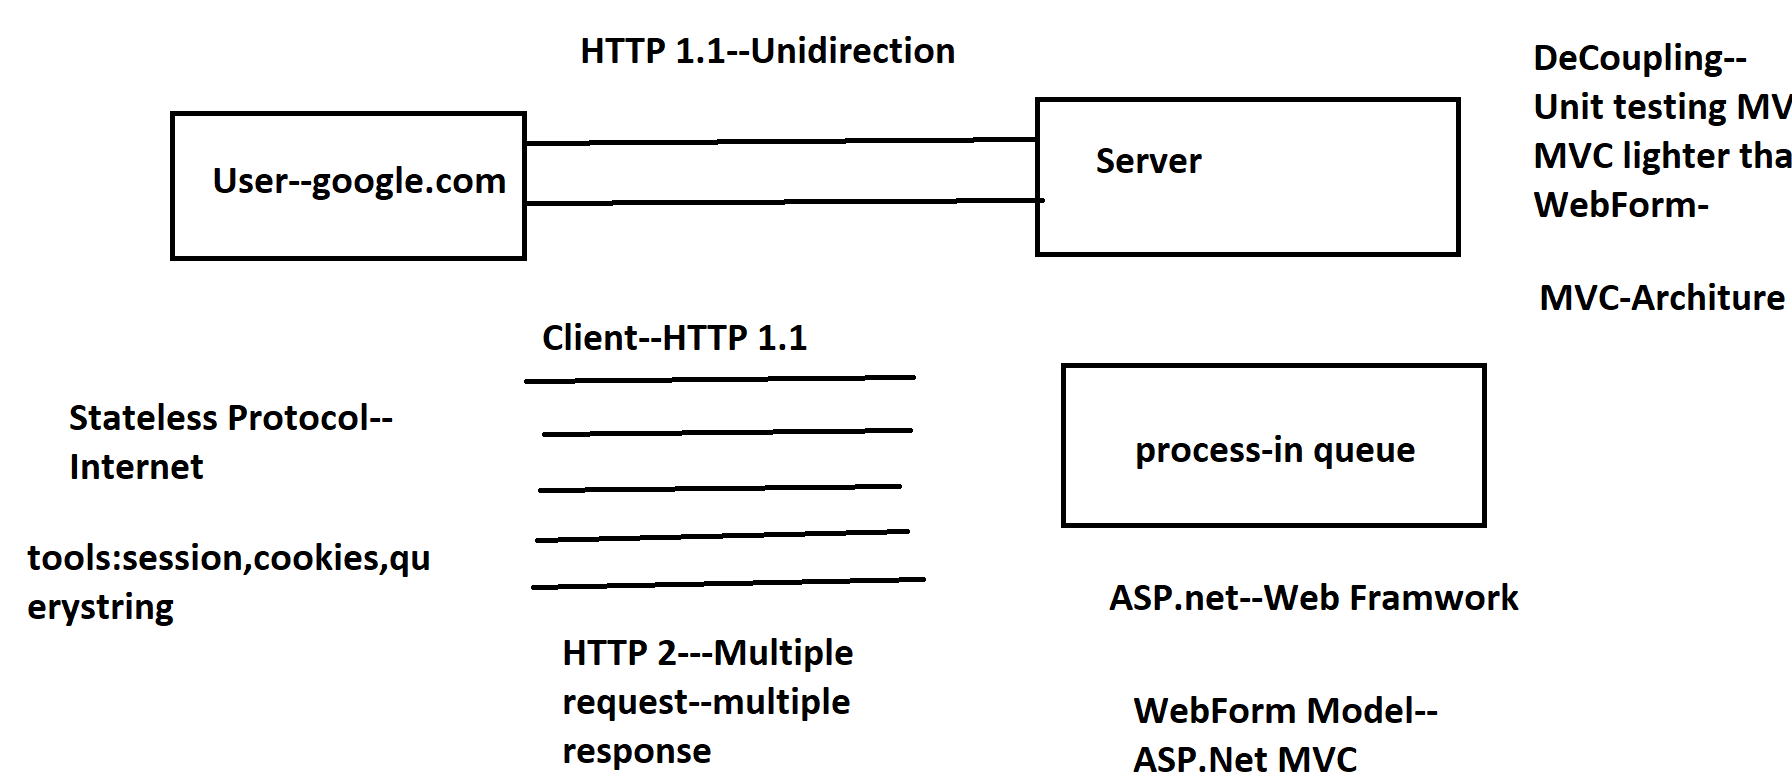 HTTP 1.1--Unidirection
User--google.com
Server
DeCoupling--
Unit testing MV
MVC lighter tha
WebForm-
MVC-Architure
Client--HTTP 1.1
Stateless Protocol--
Internet
process-in queue
tools:session,cookies,qu
erystring
ASP.net--Web Framwork
HTTP 2---Multiple
request--multiple
response
WebForm Model--
ASP.Net MVC